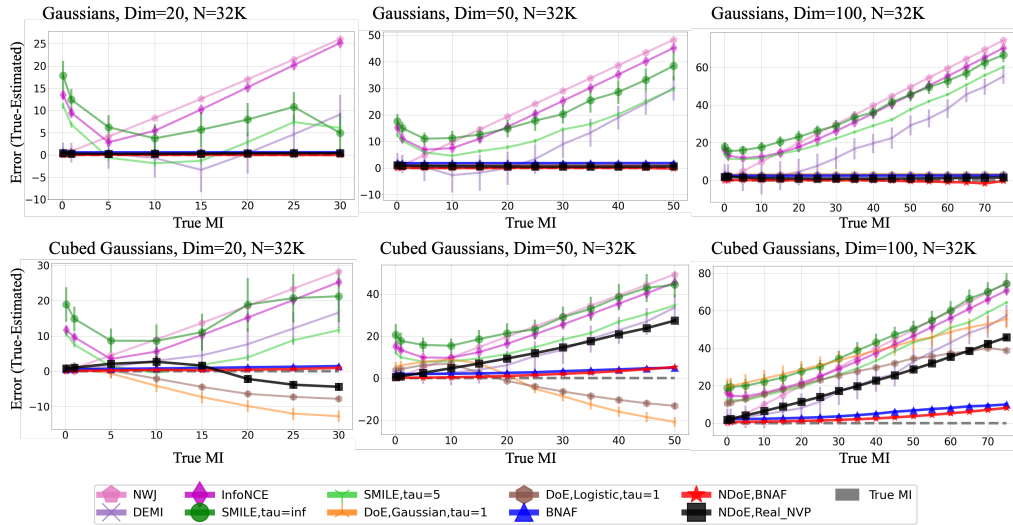 Gaussians, Dim=20, N=32K
Gaussians, Dim=50, N=32K
Gaussians, Dim=100, N=32K
Error (True-Estimated)
25
20
15
10
5
0
−5
−10
0 5 10 15 20 25 30
True MI
50
40
30
20
10
0
−10
0 10 20 30 40 50
True MI
60
40
20
0
0 10 20 30 40 50 60 70
True MI
Cubed Gaussians, Dim=20, N=32K
Cubed Gaussians, Dim=50, N=32K
Cubed Gaussians, Dim=100, N=32K
Error (True-Estimated)
30
20
10
0
−10
0 5 10 15 20 25 30
True MI
40
20
0
−20
0 10 20 30 40 50
True MI
80
60
40
20
0
0 10 20 30 40 50 60 70
True MI
NWJ InfoNCE SMILE,tau=5 DoE,Logistic,tau=1 NDoE,BNAF True MI
DEMI SMILE,tau=inf DoE,Gaussian,tau=1 BNAF NDoE,Real_NVP